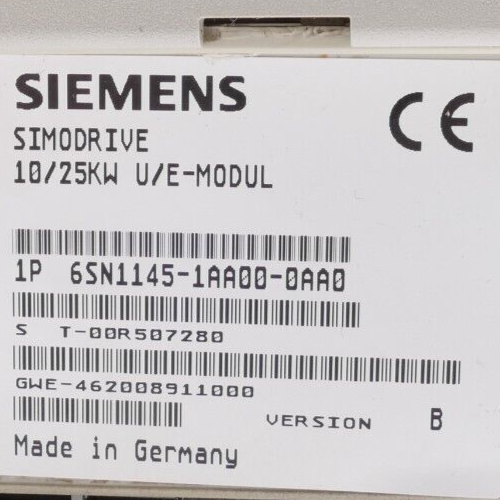 SIEMENS
CE
SIMODRIVE
10/25KW U/E-MODUL
1P 6SN1145-1AA00-0AA0
S T-00R507280
GWE-462008911000
VERSION B
Made in Germany